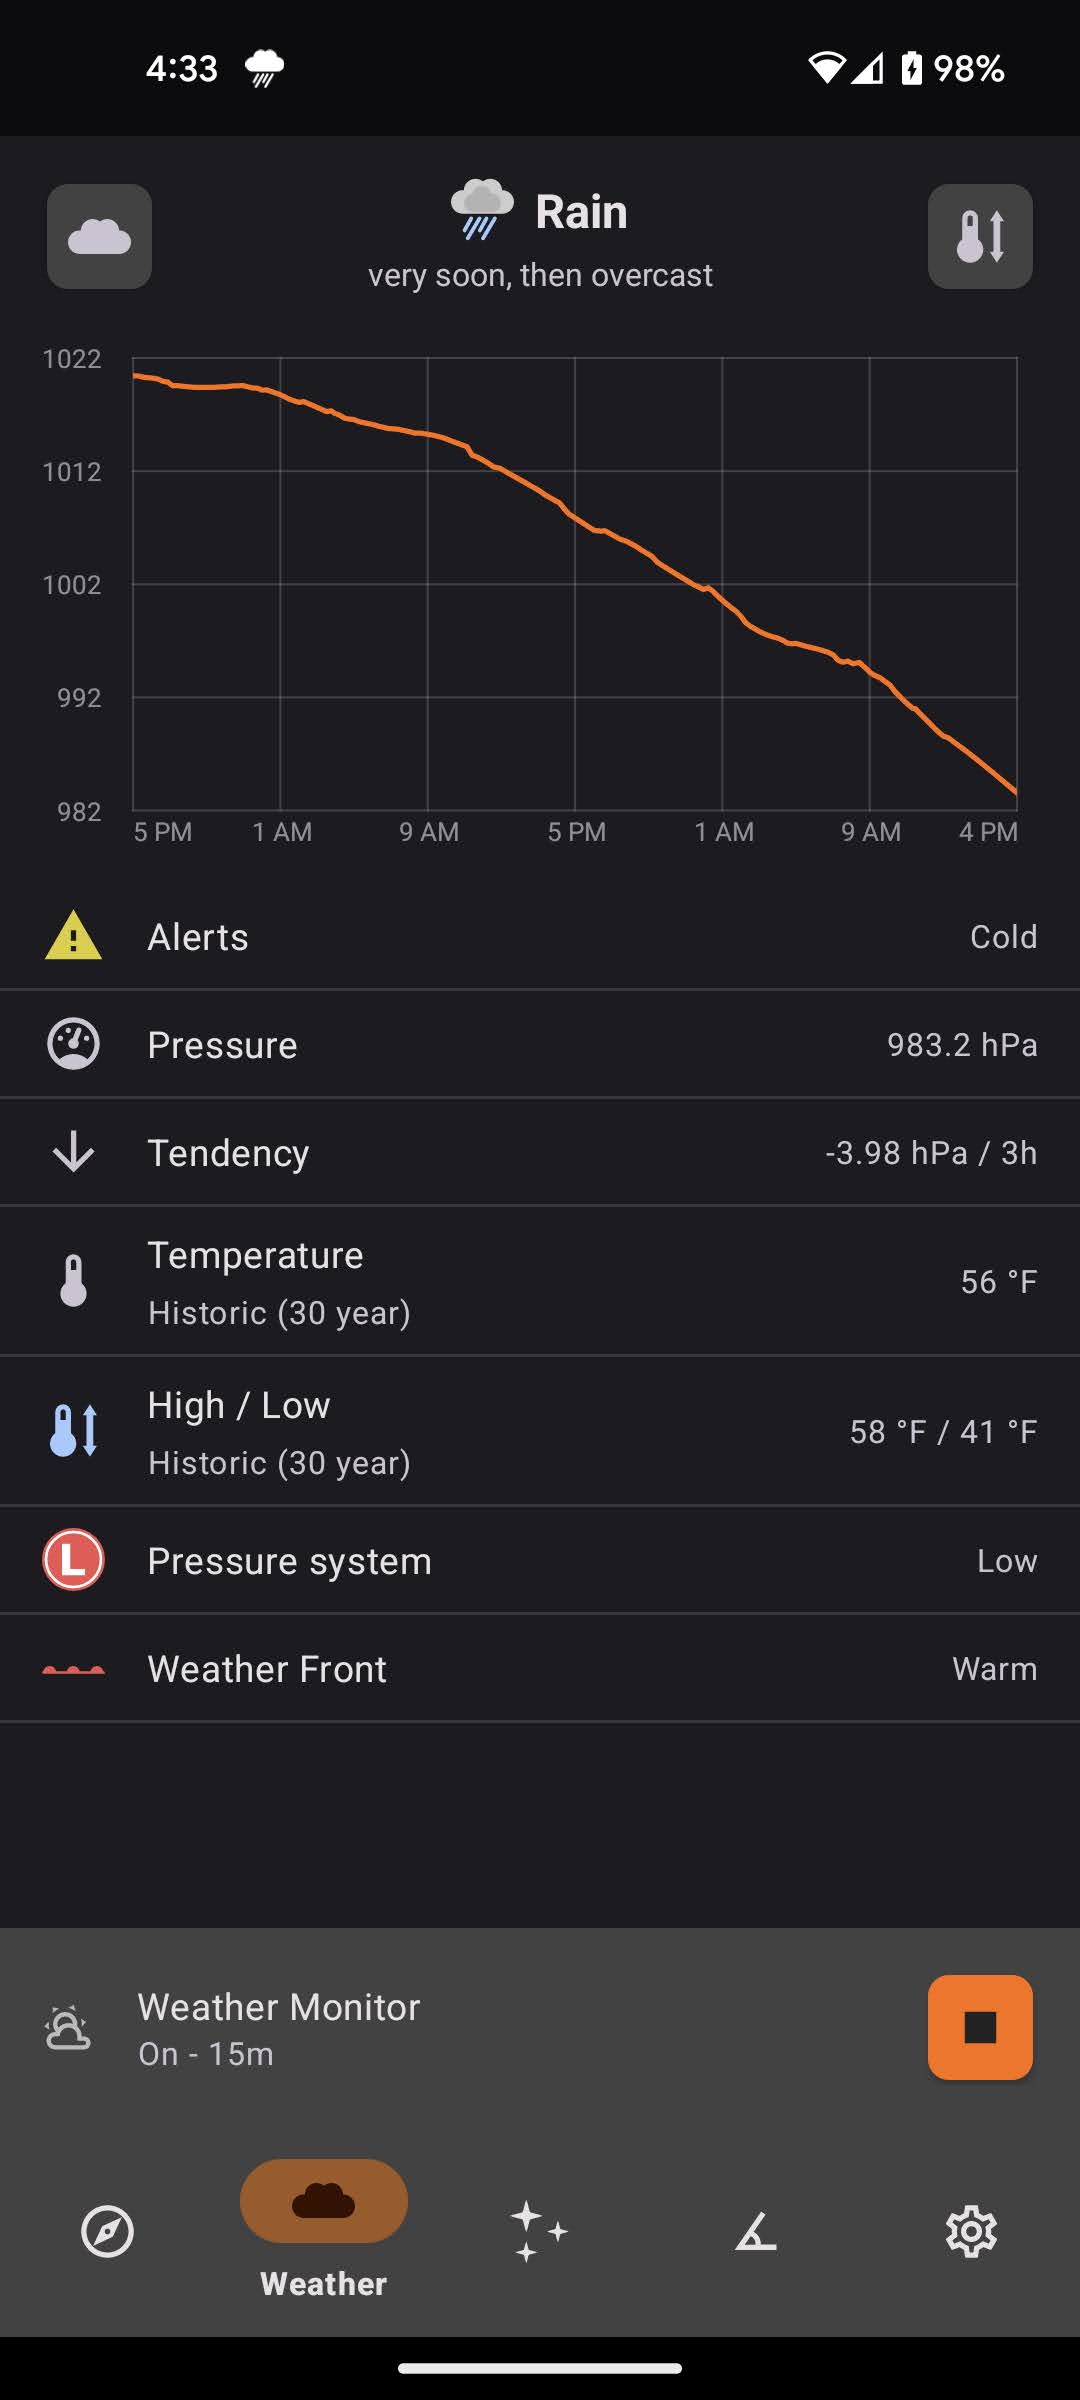 4:33
98%
Rain
very soon, then overcast
1022
1012
1002
992
982
5 PM 1 AM 9 AM 5 PM 1 AM 9 AM 4 PM
Alerts Cold
Pressure 983.2 hPa
Tendency -3.98 hPa / 3h
Temperature
Historic (30 year) 56 °F
High / Low
Historic (30 year) 58 °F / 41 °F
L Pressure system Low
Weather Front Warm
Weather Monitor
On - 15m
Weather